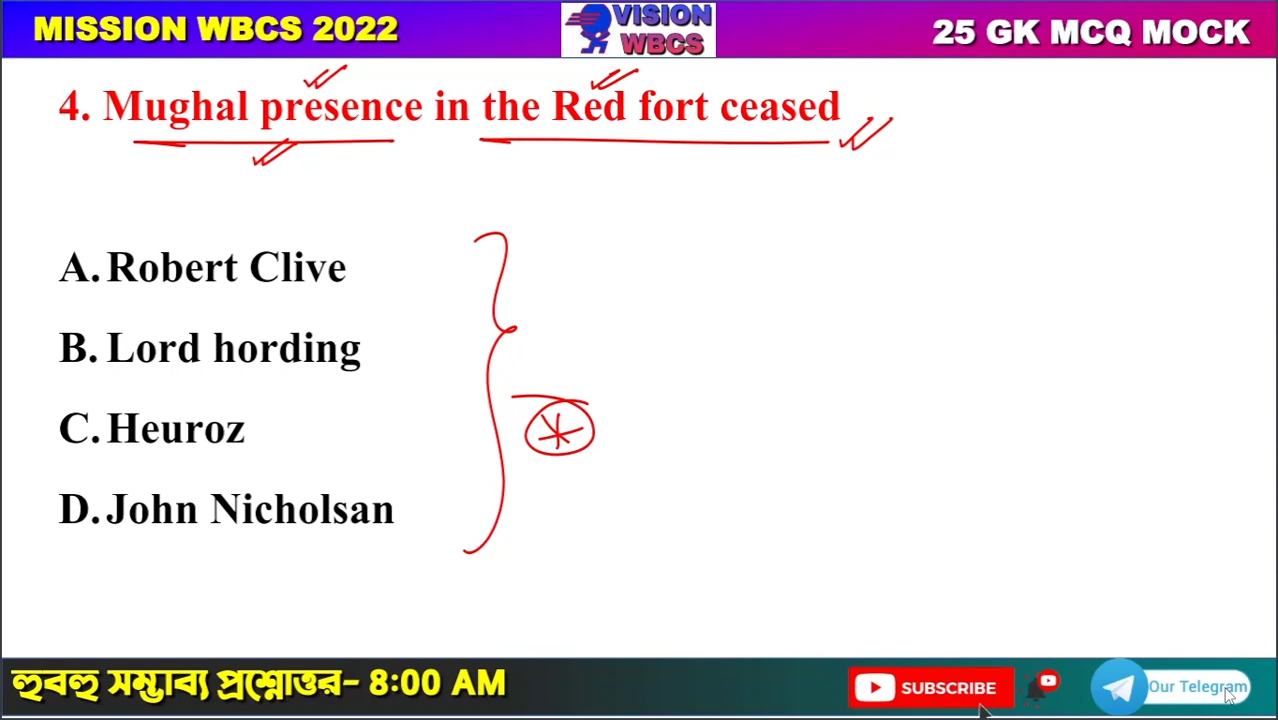 MISSION WBCS 2022
VISION
WBCS
25 GK MCQ MOCK
4. Mughal presence in the Red fort ceased
A. Robert Clive
B. Lord hording
C. Heuroz
D. John Nicholsan
হুবহু সম্ভাব্য প্রশ্নোত্তর- 8:00 AM
SUBSCRIBE
Our Telegram